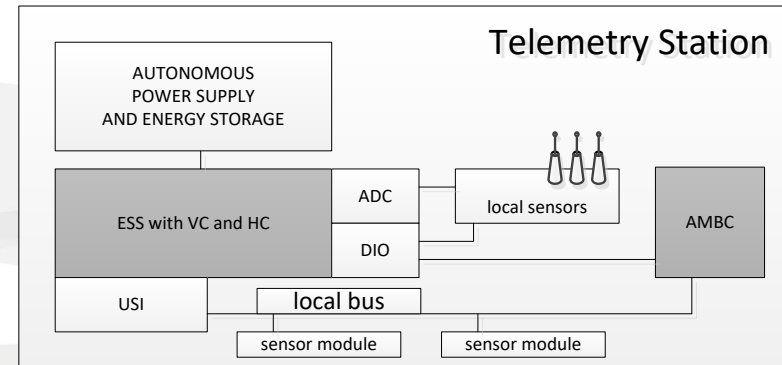 Telemetry Station
AUTONOMOUS
POWER SUPPLY
AND ENERGY STORAGE
ESS with VC and HC
ADC
DIO
local sensors
AMBC
USI
local bus
sensor module
sensor module